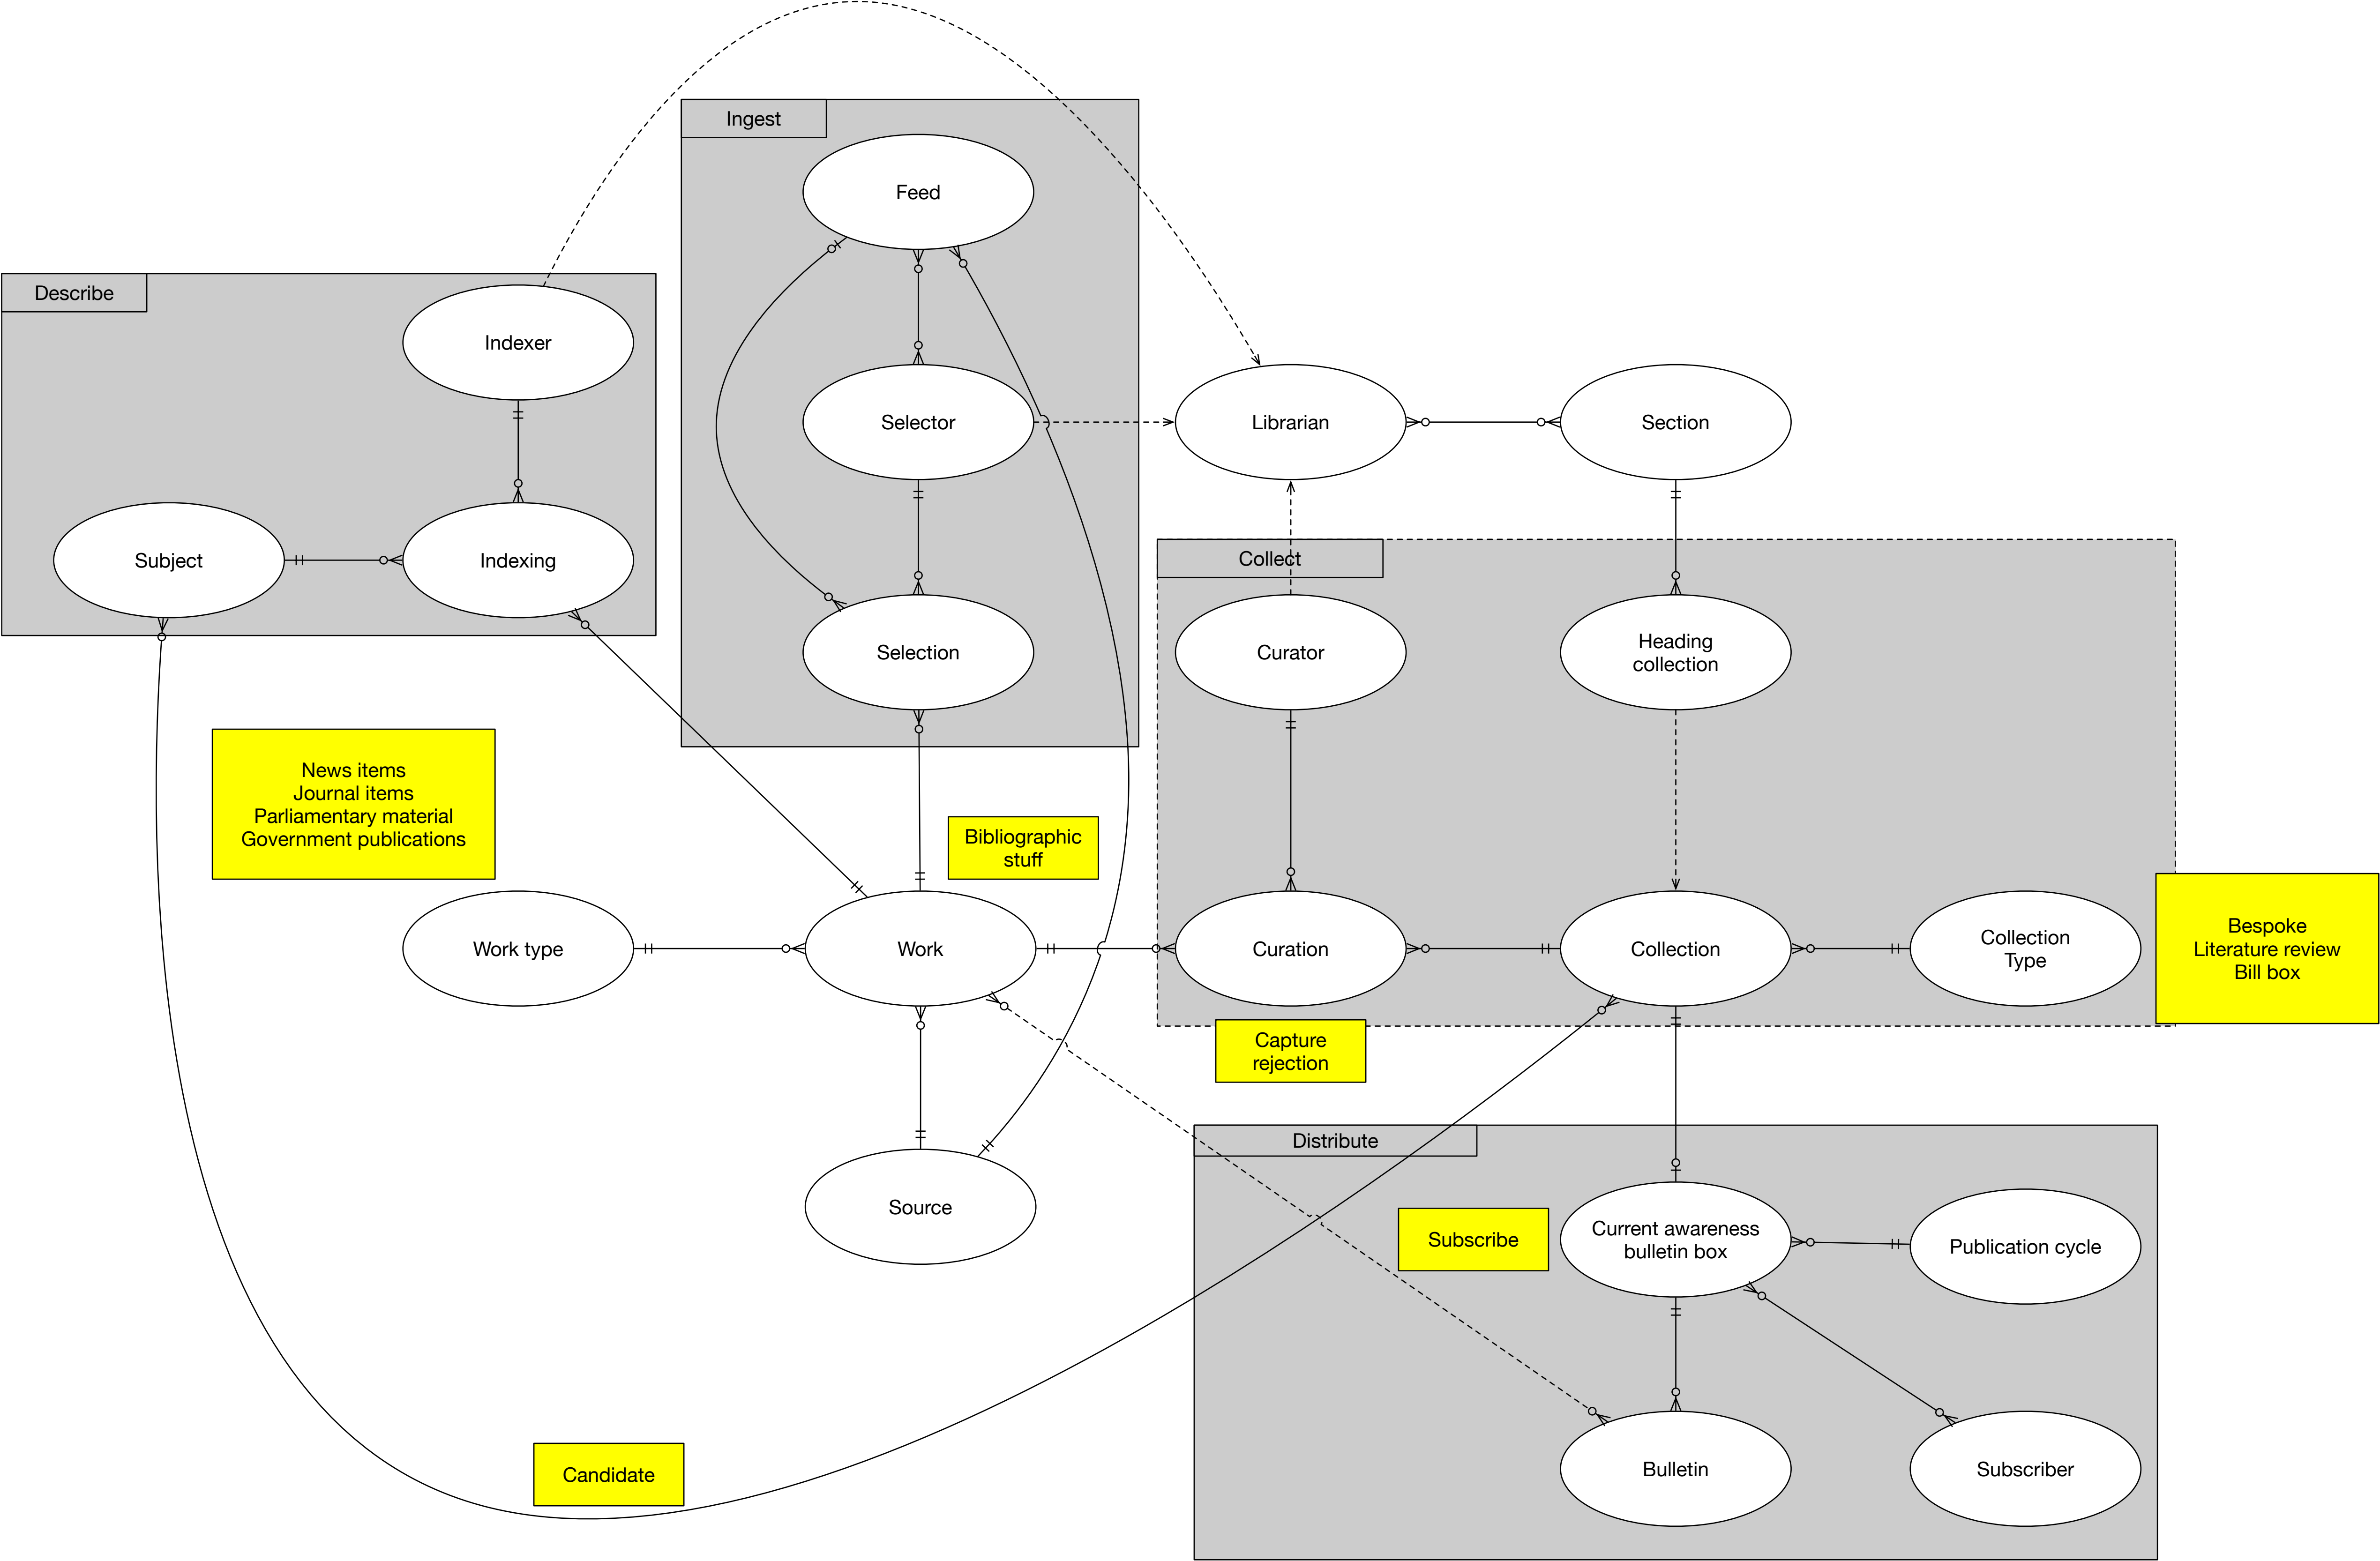 Ingest
Feed
Describe
Indexer
Selector
Librarian
Section
Subject
Indexing
Collect
Selection
Curator
Heading
collection
News items
Journal items
Parliamentary material
Government publications
Bibliographic
stuff
Work type
Work
Curation
Collection
Collection
Type
Bespoke
Literature review
Bill box
Capture
rejection
Distribute
Source
Subscribe
Current awareness
bulletin box
Publication cycle
Candidate
Bulletin
Subscriber